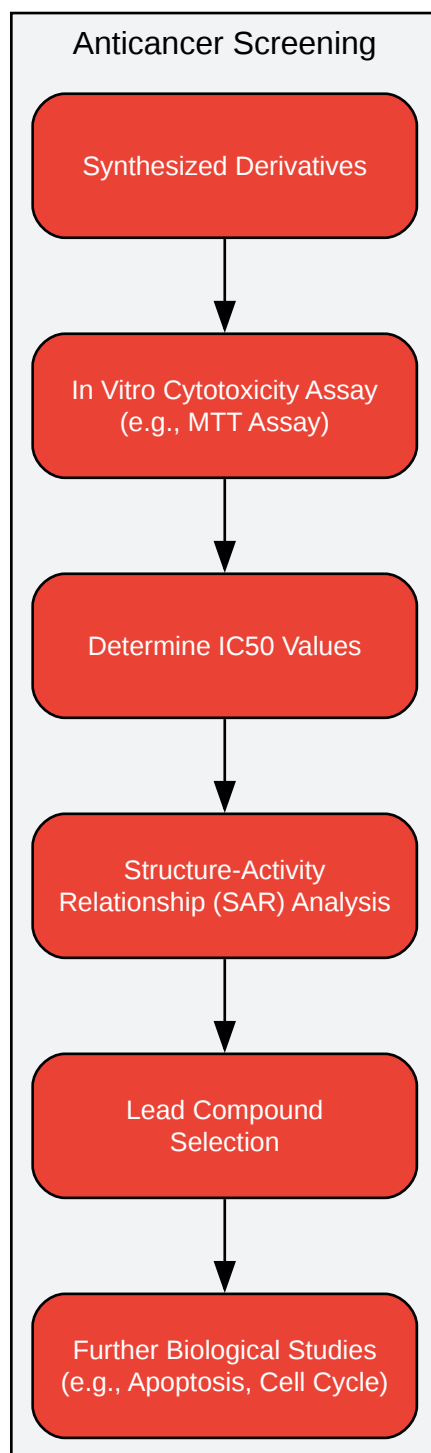 Anticancer Screening
Synthesized Derivatives
In Vitro Cytotoxicity Assay
(e.g., MTT Assay)
Determine IC50 Values
Structure-Activity
Relationship (SAR) Analysis
Lead Compound
Selection
Further Biological Studies
(e.g., Apoptosis, Cell Cycle)